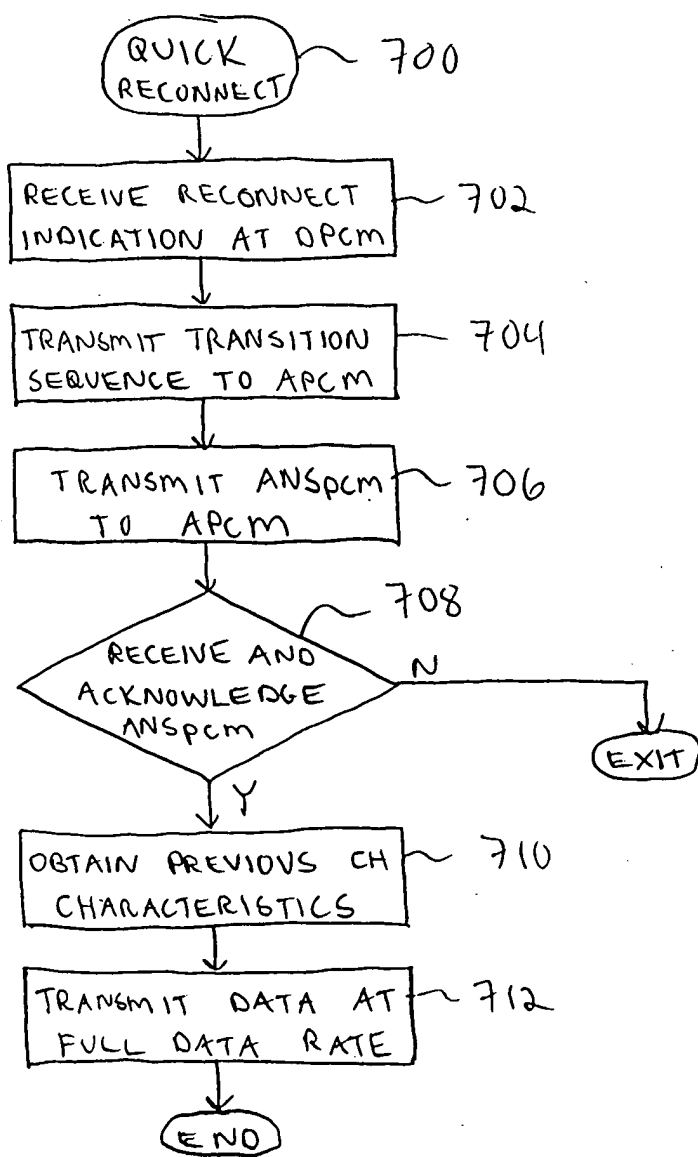 QUICK
RECONNECT
700
RECEIVE RECONNECT
INDICATION AT DPCM
702
TRANSMIT TRANSITION
SEQUENCE TO APCM
704
TRANSMIT ANSpcm
TO APCM
706
708
RECEIVE AND
ACKNOWLEDGE
ANSpcm
N
EXIT
Y
OBTAIN PREVIOUS CH
CHARACTERISTICS
710
TRANSMIT DATA AT
FULL DATA RATE
712
END